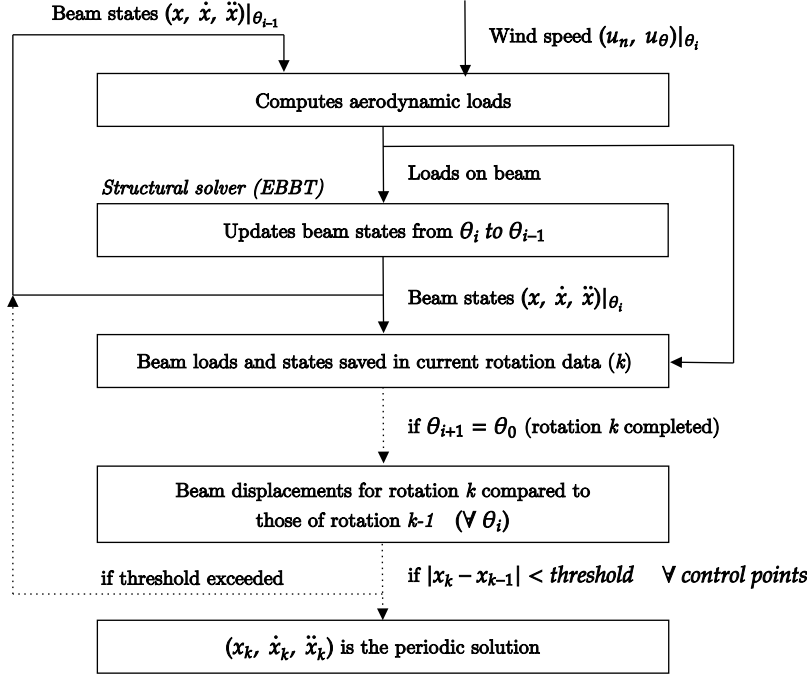 Beam states (x, ẋ, ẍ)|θᵢ₋₁
Wind speed (uₙ, u_θ)|θᵢ
Computes aerodynamic loads
Loads on beam
Structural solver (EBBT)
Updates beam states from θᵢ to θᵢ₋₁
Beam states (x, ẋ, ẍ)|θᵢ
Beam loads and states saved in current rotation data (k)
if θᵢ₊₁ = θ₀ (rotation k completed)
Beam displacements for rotation k compared to
those of rotation k-1 (∀ θᵢ)
if threshold exceeded
if |xₖ − xₖ₋₁| < threshold ∀ control points
(xₖ, ẋₖ, ẍₖ) is the periodic solution